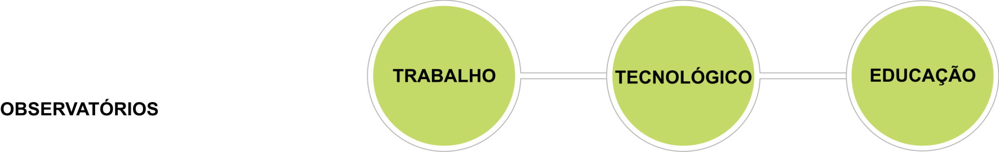 TRABALHO
TECNOLÓGICO
EDUCAÇÃO
OBSERVATÓRIOS